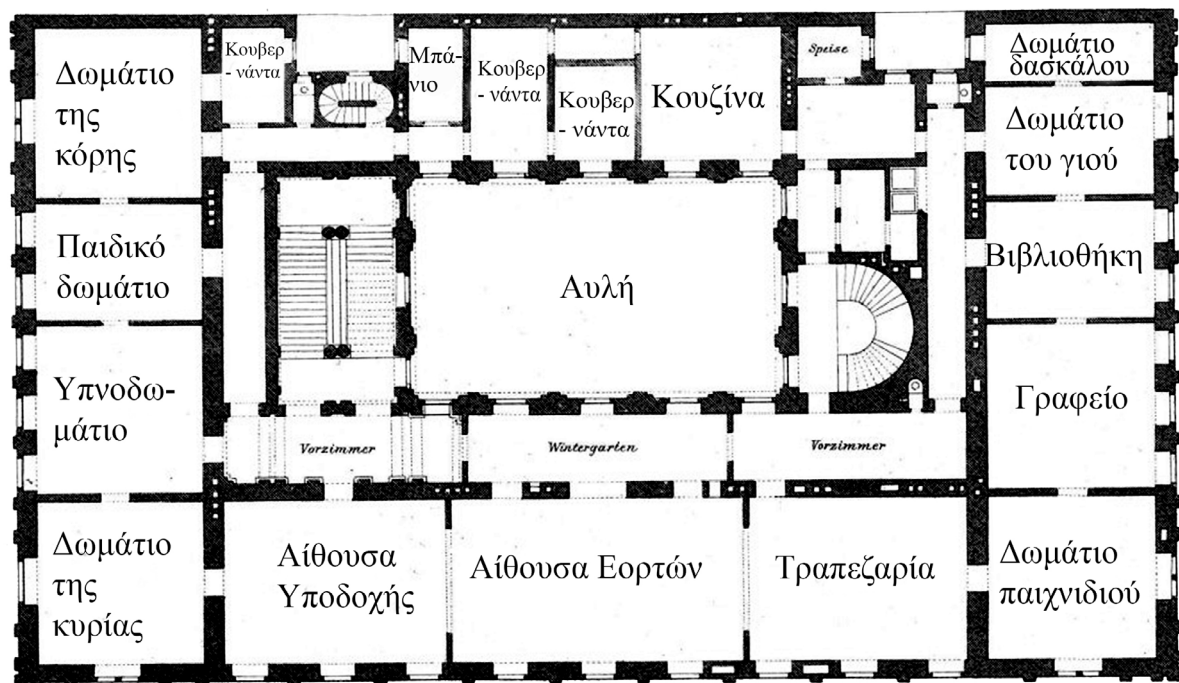 Δωμάτιο
της
κόρης
Κουβερ
- νάντα
Μπά-
νιο
Κουβερ
- νάντα
Κουβερ
- νάντα
Κουζίνα
Speise
Δωμάτιο
δασκάλου
Δωμάτιο
του γιού
Παιδικό
δωμάτιο
Αυλή
Βιβλιοθήκη
Υπνοδω-
μάτιο
Γραφείο
Vorzimmer
Wintergarten
Vorzimmer
Δωμάτιο
της
κυρίας
Αίθουσα
Υποδοχής
Αίθουσα Εορτών
Τραπεζαρία
Δωμάτιο
παιχνιδιού